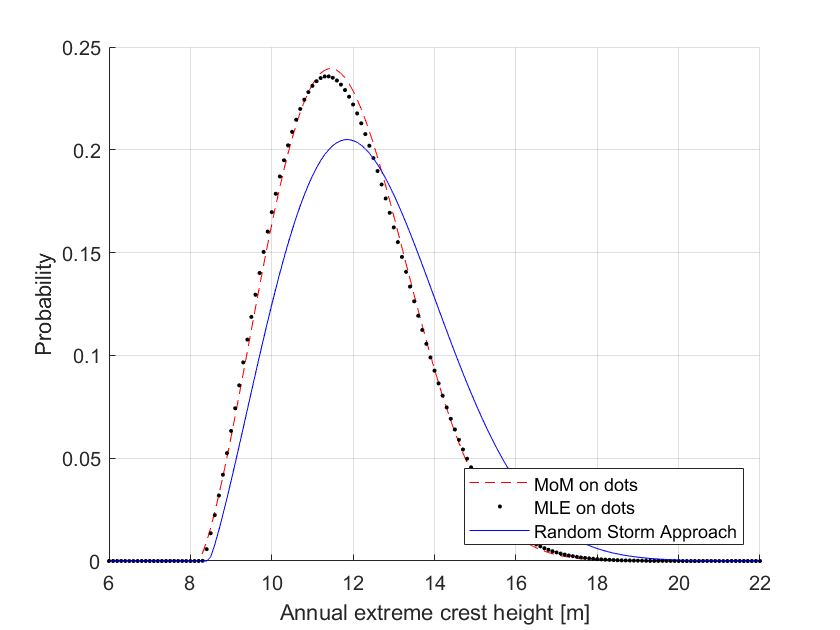 0.25
0.2
0.15
0.1
0.05
0
Probability
MoM on dots
MLE on dots
Random Storm Approach
6 8 10 12 14 16 18 20 22
Annual extreme crest height [m]